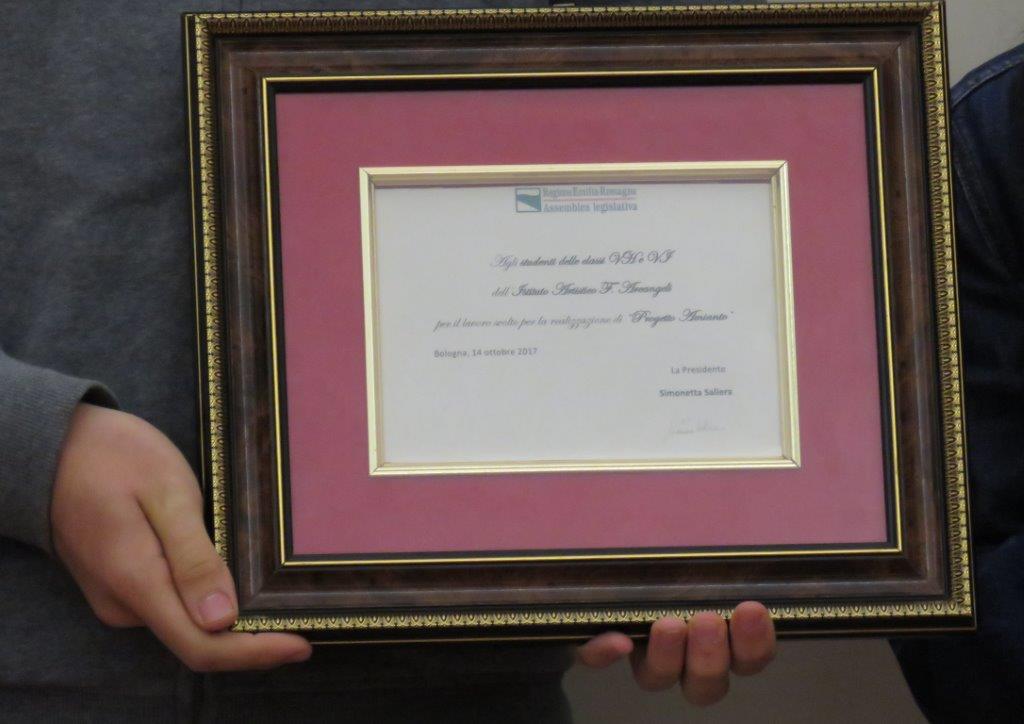 Regione Emilia-Romagna
Assemblea legislativa
Agli studenti delle classi VH e VI
dell'Istituto Artistico F. Arcangeli
per il lavoro svolto per la realizzazione di "Progetto Amianto"
Bologna, 14 ottobre 2017
La Presidente
Simonetta Saliera